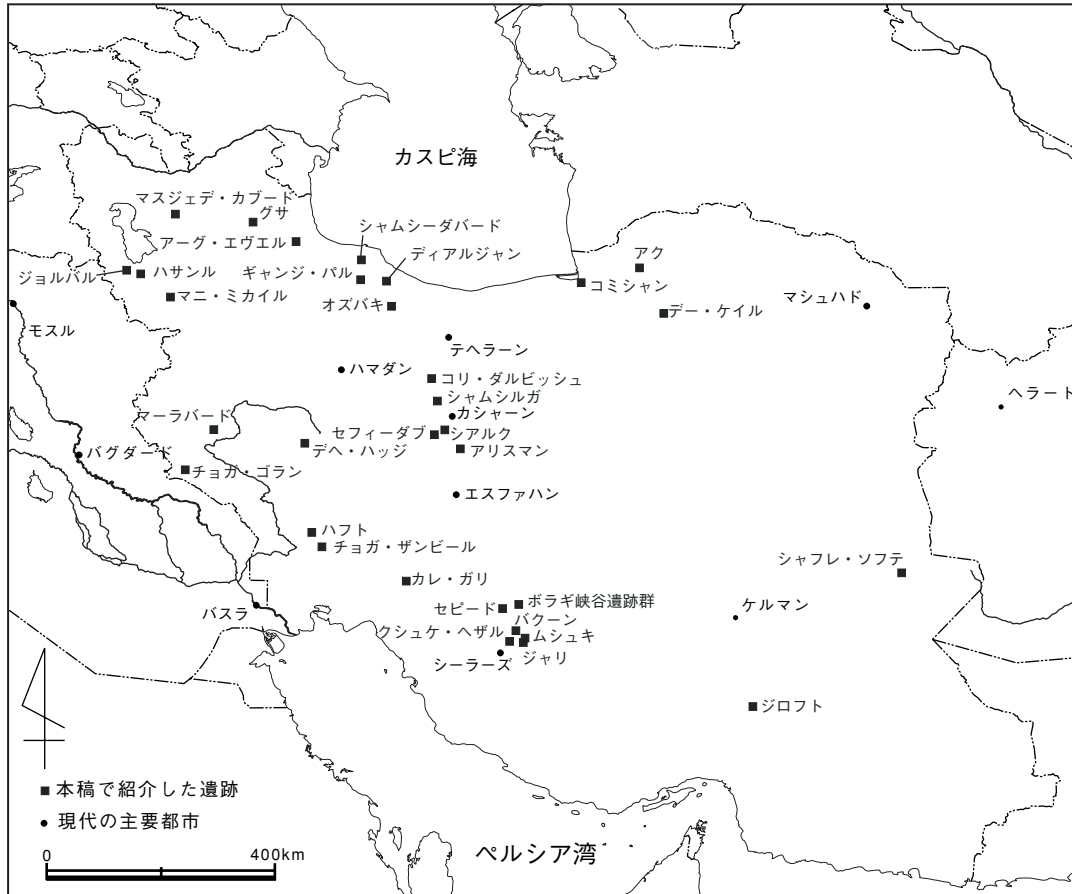 カスピ海
マスジェデ・カブード
グサ
シャムシーダバード
アーグ・エヴエル
ディアルジャン
ギャンジ・パル
アク
ジョルバル
ハサンル
コミシャン
マニ・ミカイル
オズバキ
マシュハド
デー・ケイル
モスル
テヘラーン
ハマダン
コリ・ダルビッシュ
シャムシルガ
ヘラート
マーラバード
カシャーン
セフィーダブ
シアルク
デヘ・ハッジ
アリスマン
バグダード
チョガ・ゴラン
エスファハン
ハフト
チョガ・ザンビール
シャフレ・ソフテ
カレ・ガリ
ボラギ峡谷遺跡群
セピード
バスラ
バクーン
ケルマン
クシュケ・ヘザル
ムシュキ
シーラーズ
ジャリ
ジロフト
■ 本稿で紹介した遺跡
● 現代の主要都市
0 400km
ペルシア湾